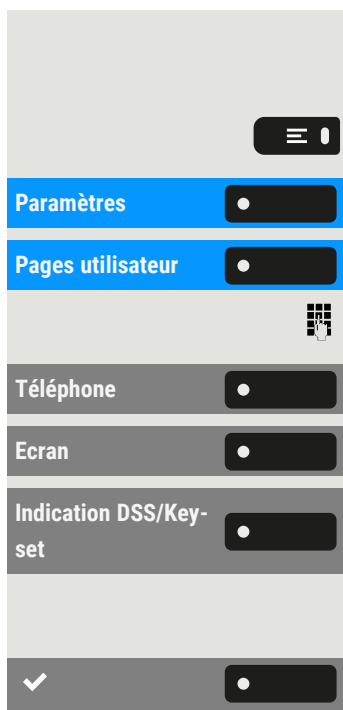 Paramètres
Pages utilisateur
Téléphone
Ecran
Indication DSS/Key-
set